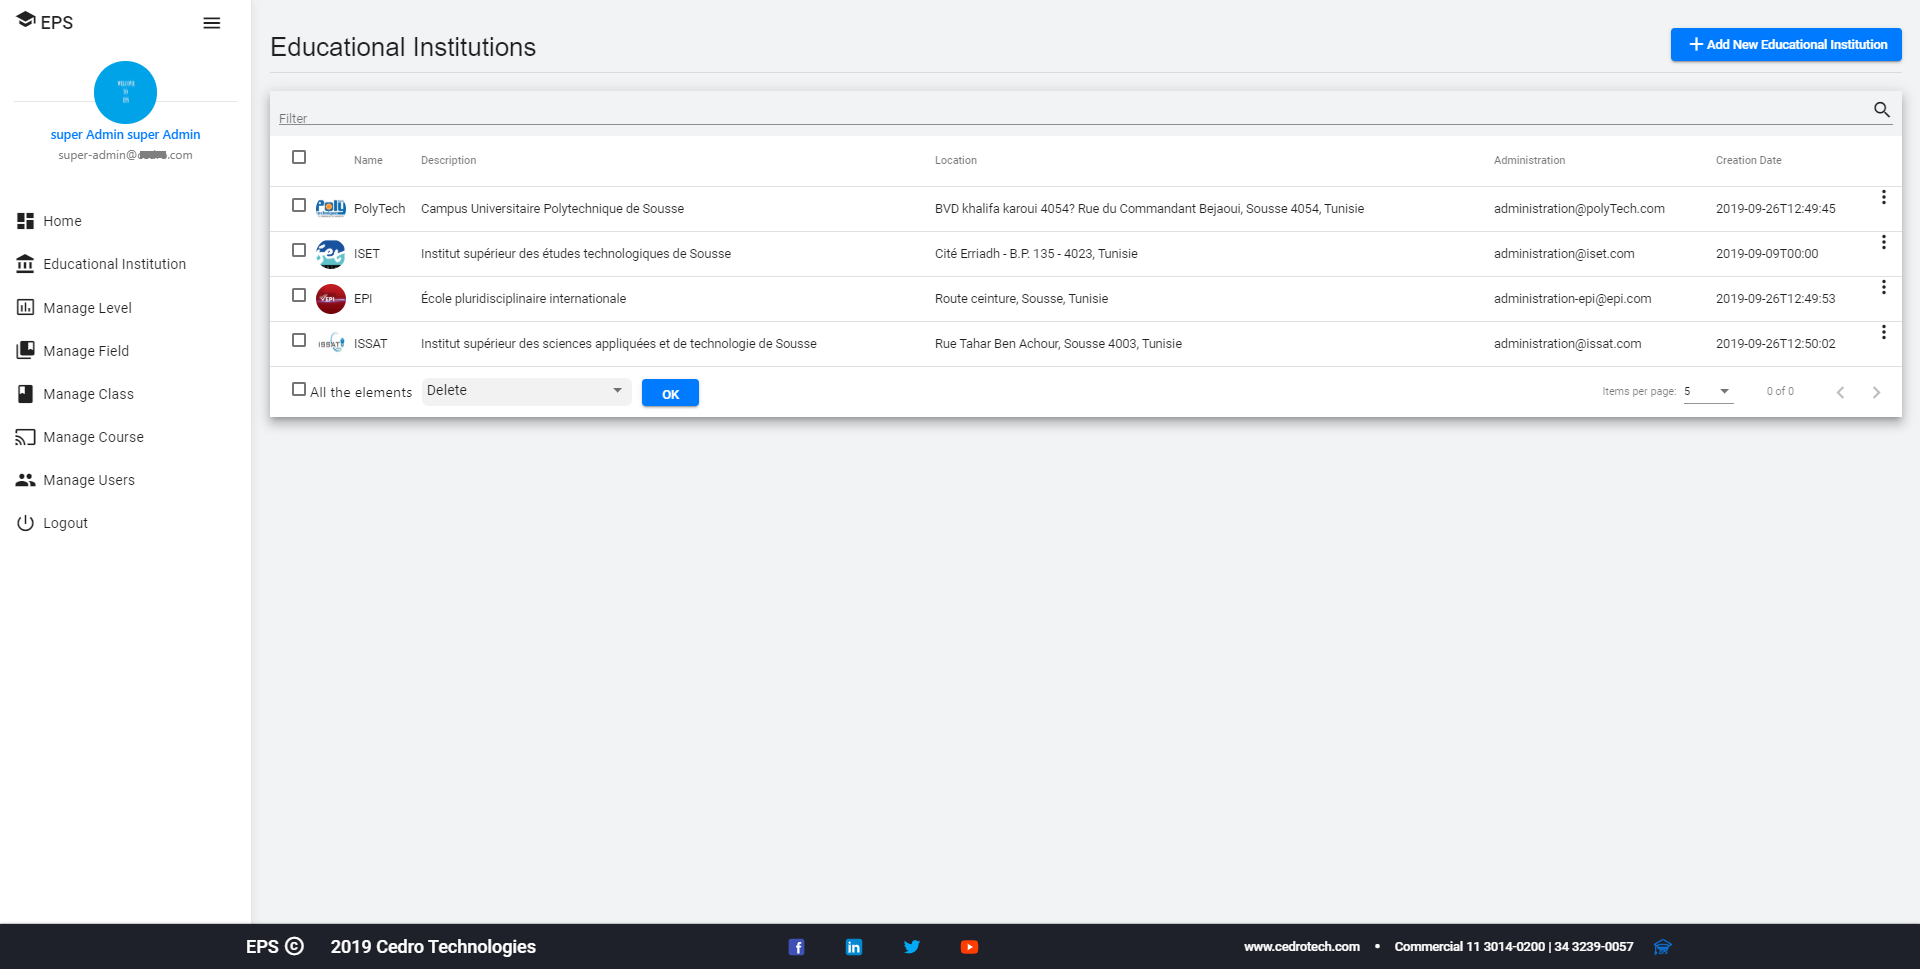 EPS
super Admin super Admin
super-admin@ .com
Home
Educational Institution
Manage Level
Manage Field
Manage Class
Manage Course
Manage Users
Logout
Educational Institutions
Add New Educational Institution
Filter
Name Description Location Administration Creation Date
PolyTech Campus Universitaire Polytechnique de Sousse BVD khalifa karoui 4054? Rue du Commandant Bejaoui, Sousse 4054, Tunisie administration@polyTech.com 2019-09-26T12:49:45
ISET Institut supérieur des études technologiques de Sousse Cité Erriadh - B.P. 135 - 4023, Tunisie administration@iset.com 2019-09-09T00:00
EPI EPI École pluridisciplinaire internationale Route ceinture, Sousse, Tunisie administration-epi@epi.com 2019-09-26T12:49:53
ISSAT ISSAT Institut supérieur des sciences appliquées et de technologie de Sousse Rue Tahar Ben Achour, Sousse 4003, Tunisie administration@issat.com 2019-09-26T12:50:02
All the elements Delete OK Items per page: 5 0 of 0
EPS © 2019 Cedro Technologies www.cedrotech.com • Commercial 11 3014-0200 | 34 3239-0057